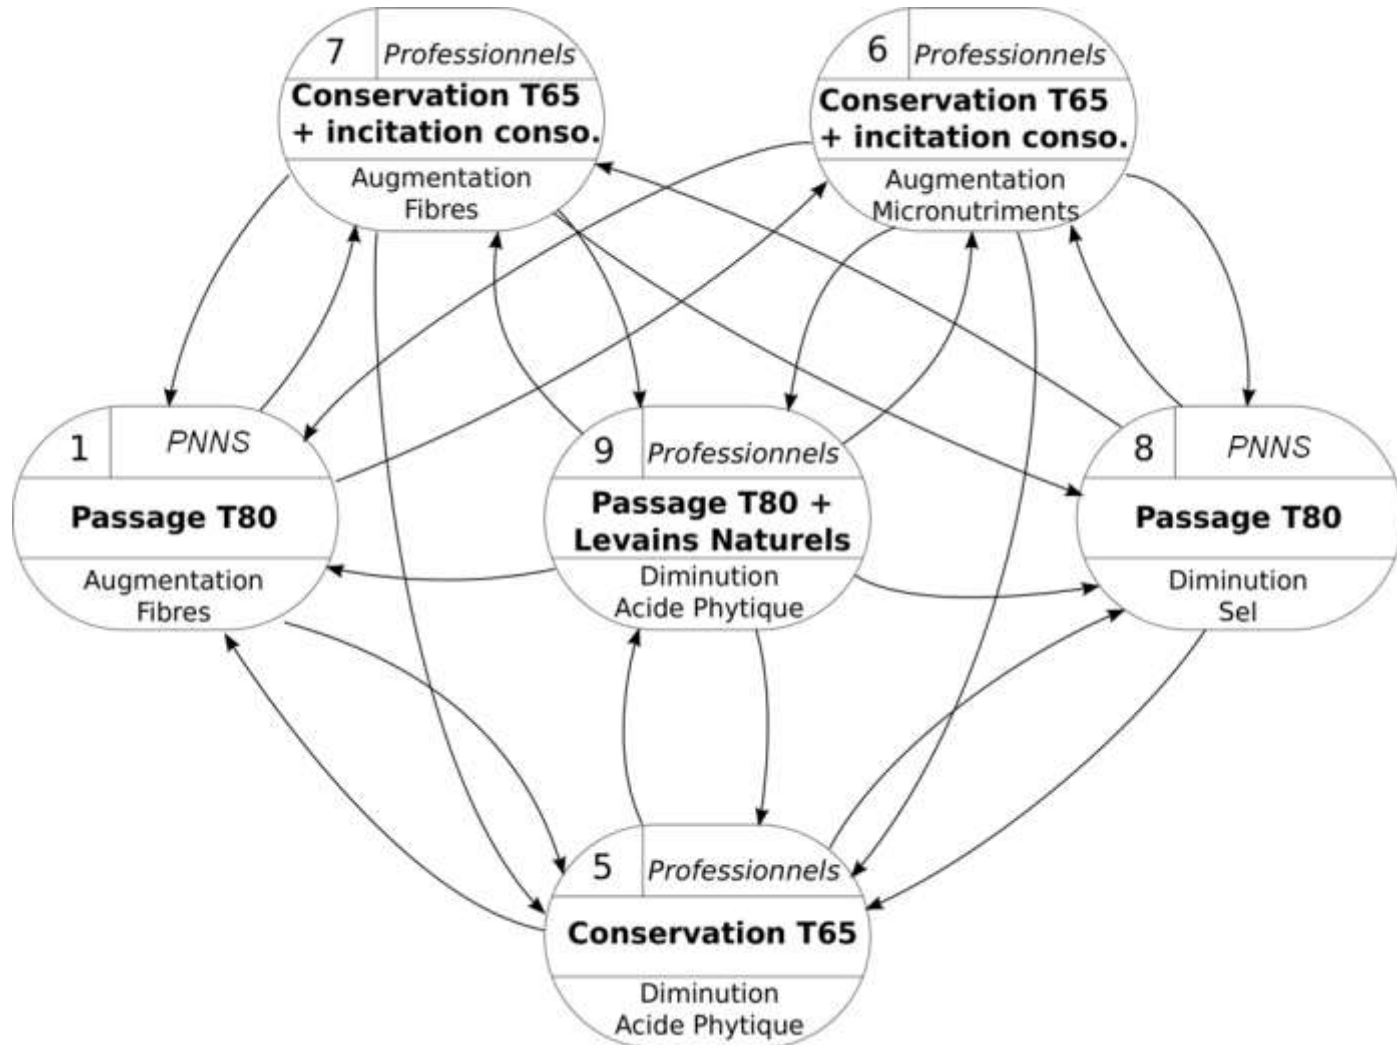 7 Professionnels
Conservation T65
+ incitation conso.
Augmentation
Fibres
6 Professionnels
Conservation T65
+ incitation conso.
Augmentation
Micronutriments
1 PNNS
Passage T80
Augmentation
Fibres
9 Professionnels
Passage T80 +
Levains Naturels
Diminution
Acide Phytique
8 PNNS
Passage T80
Diminution
Sel
5 Professionnels
Conservation T65
Diminution
Acide Phytique